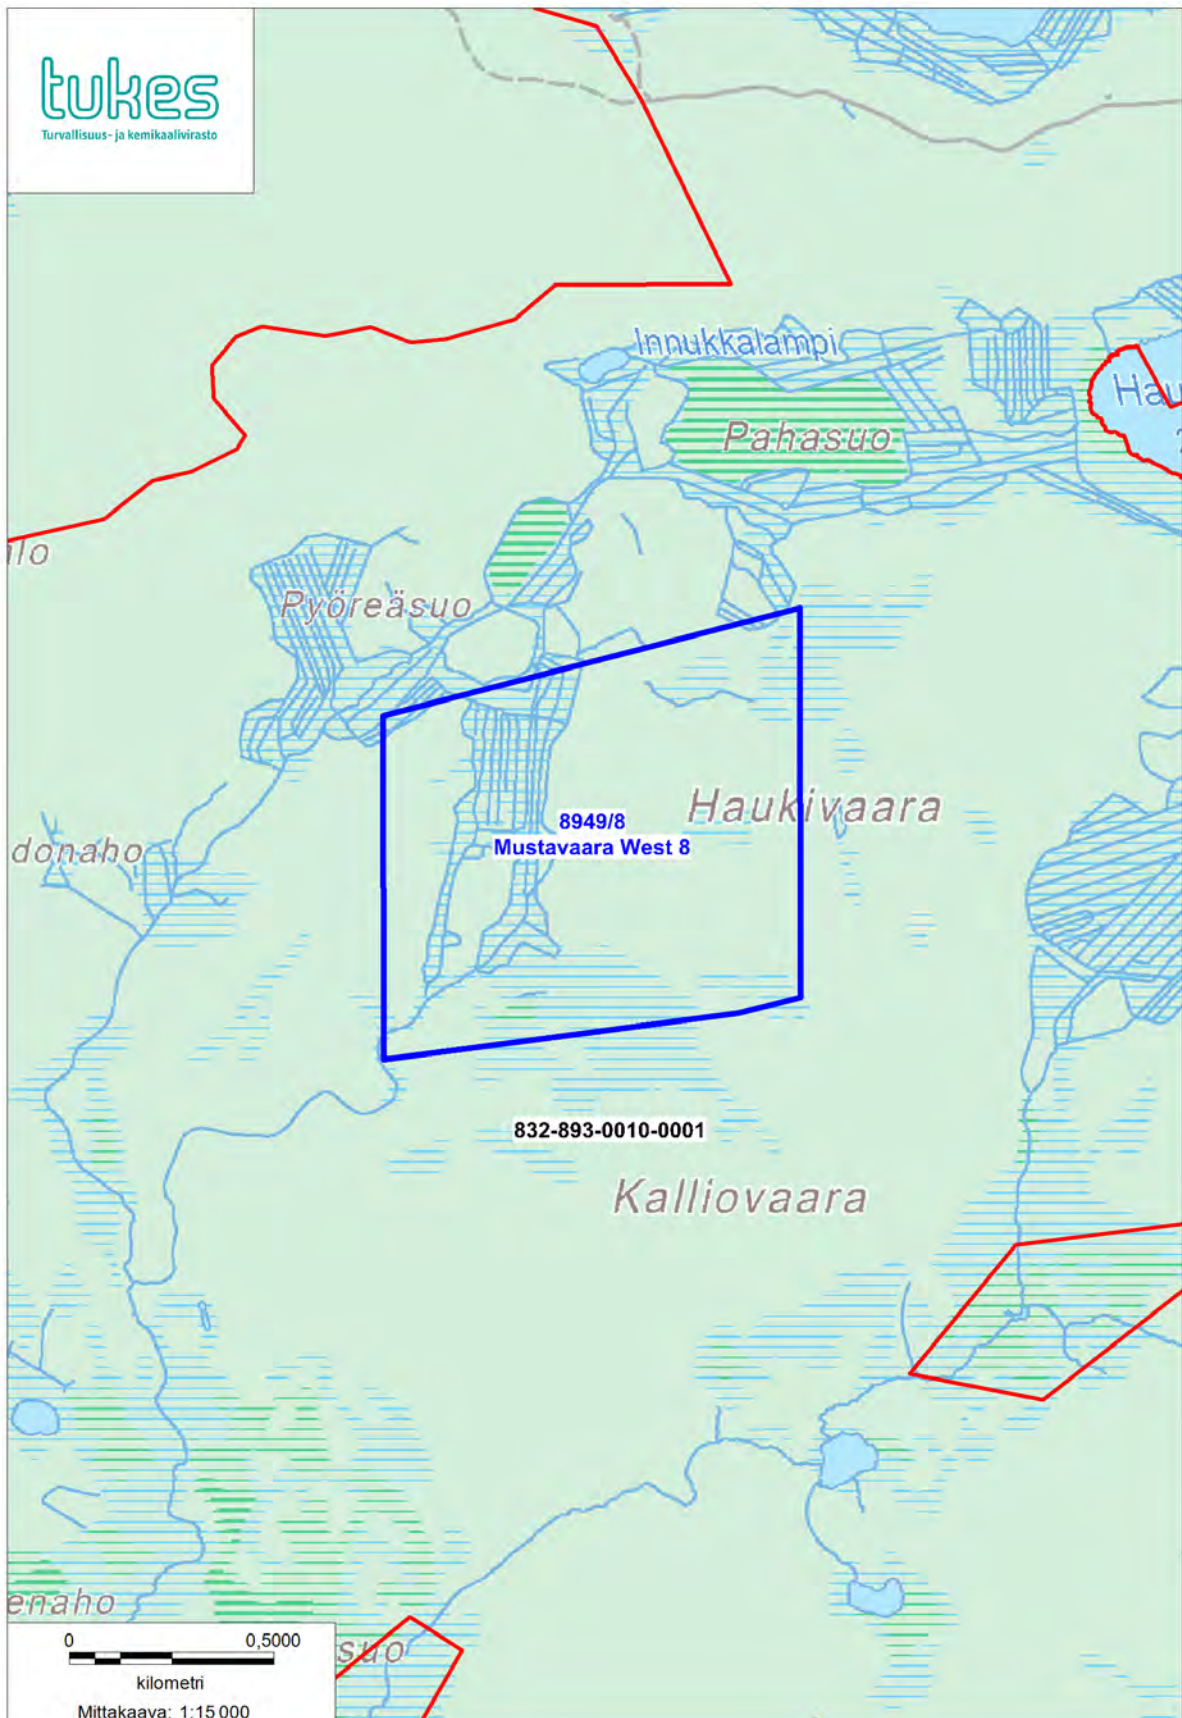 tukes
Turvallisuus- ja kemikaalivirasto
Innukkalampi
Hau
Pahasuo
Pyöreäsuo
Haukivaara
8949/8
Mustavaara West 8
donaho
832-893-0010-0001
Kalliovaara
enaho
suo
0 0,5000
kilometri
Mittakaava: 1:15 000